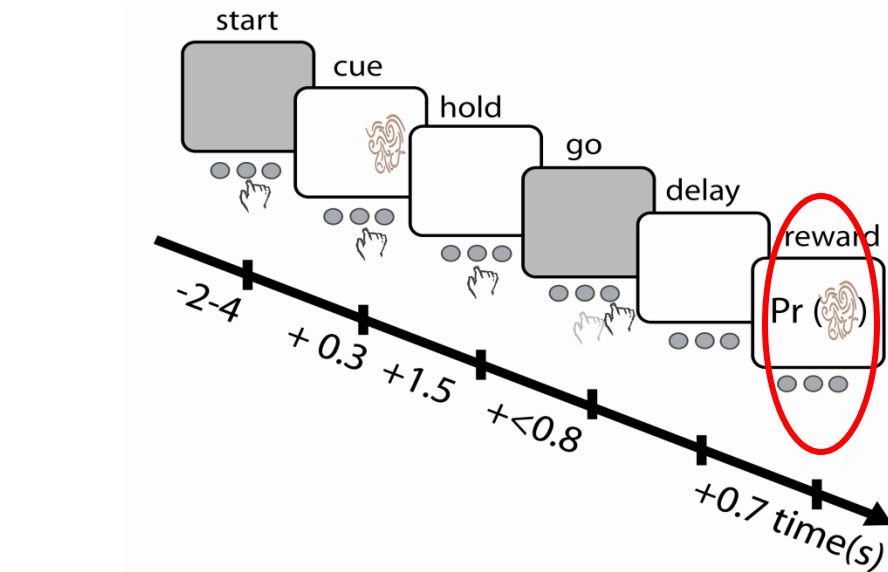 start
cue
hold
go
delay
reward
Pr ( )
-2-4
+ 0.3
+1.5
+<0.8
+0.7 time(s)